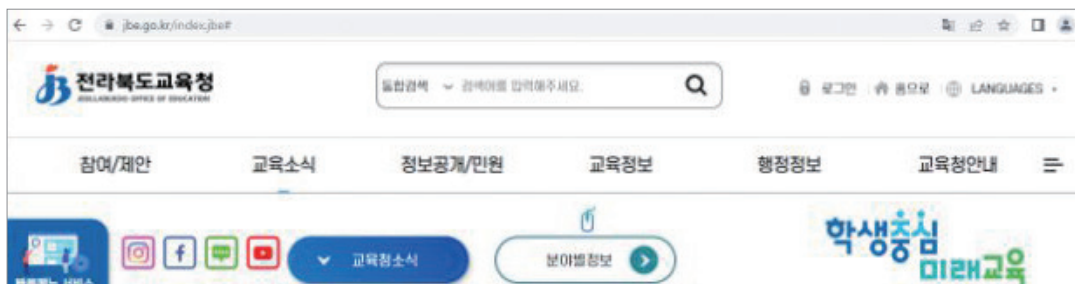 jbe.go.kr/index.jbe#
전라북도교육청
JEOLLABUKDO OFFICE OF EDUCATION
통합검색 검색어를 입력해주세요.
로그인 홈으로 LANGUAGES
참여/제안 교육소식 정보공개/민원 교육정보 행정정보 교육청안내
교육청소식 분야별정보
학생중심
미래교육